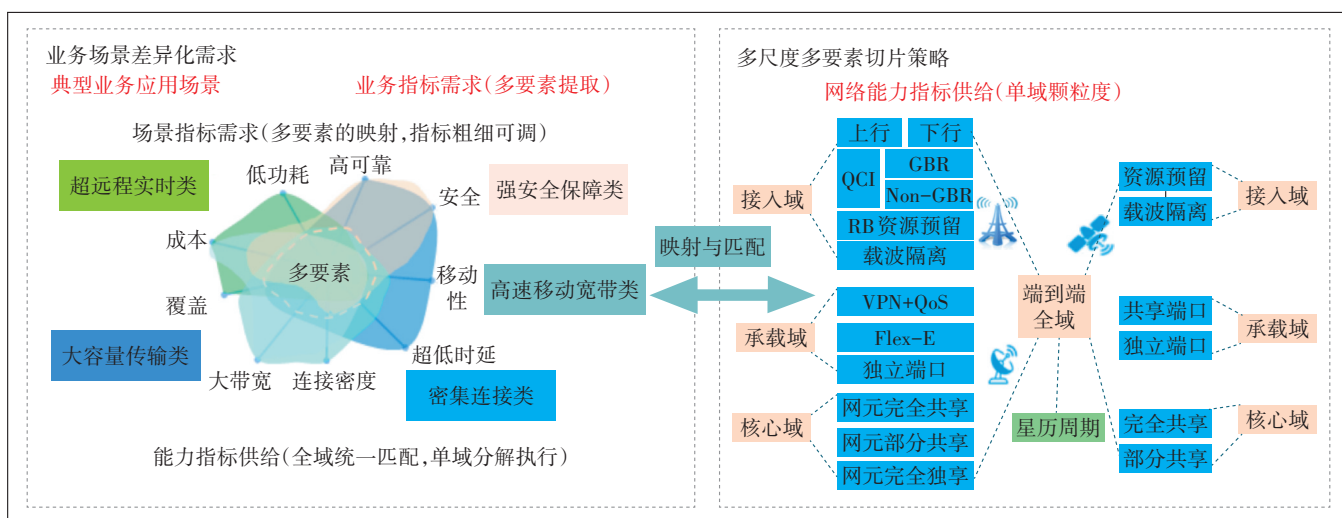 业务场景差异化需求
典型业务应用场景
业务指标需求(多要素提取)
场景指标需求(多要素的映射,指标粗细可调)
超远程实时类
低功耗
高可靠
安全
强安全保障类
成本
多要素
移动
性
高速移动宽带类
覆盖
大容量传输类
超低时延
大带宽
连接密度
密集连接类
能力指标供给(全域统一匹配,单域分解执行)
映射与匹配
多尺度多要素切片策略
网络能力指标供给(单域颗粒度)
上行
下行
QCI
GBR
Non-GBR
接入域
RB资源预留
载波隔离
VPN+QoS
承载域
Flex-E
独立端口
网元完全共享
核心域
网元部分共享
网元完全独享
端到端
全域
星历周期
资源预留
载波隔离
接入域
共享端口
独立端口
承载域
完全共享
部分共享
核心域